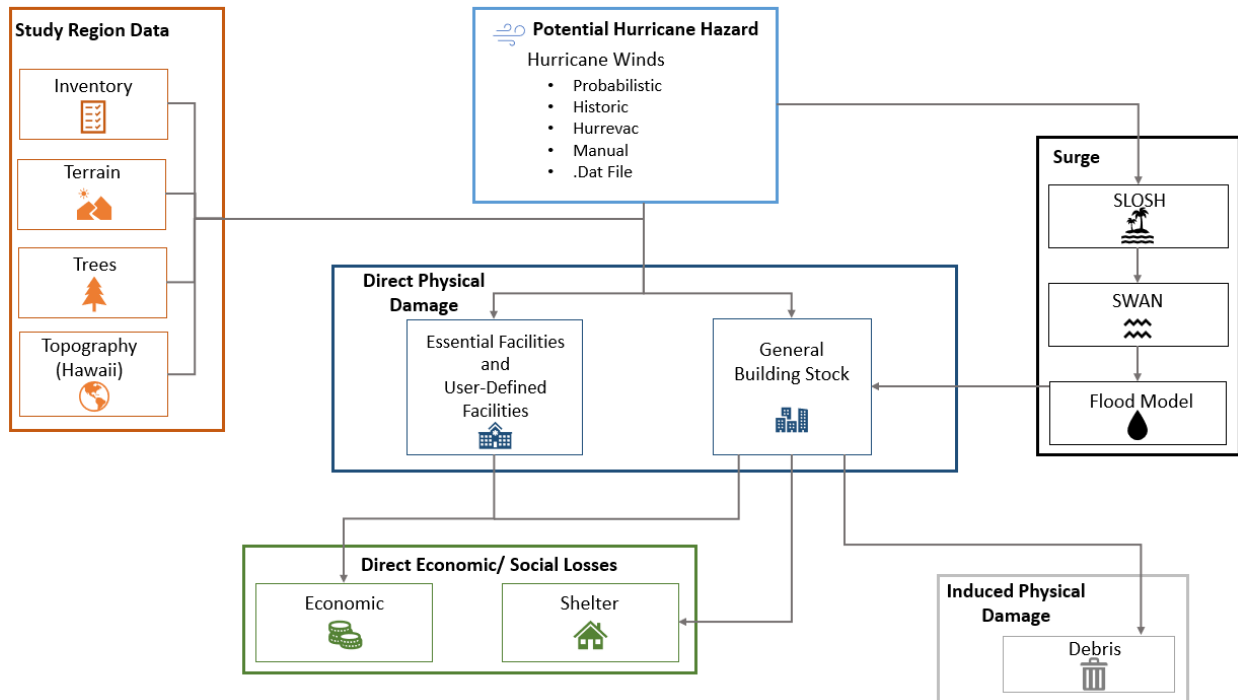 Study Region Data
Inventory
Terrain
Trees
Topography
(Hawaii)
Potential Hurricane Hazard
Hurricane Winds
• Probabilistic
• Historic
• Hurrevac
• Manual
• .Dat File
Surge
SLOSH
SWAN
Flood Model
Direct Physical
Damage
Essential Facilities
and
User-Defined
Facilities
General
Building Stock
Direct Economic/ Social Losses
Economic
Shelter
Induced Physical
Damage
Debris